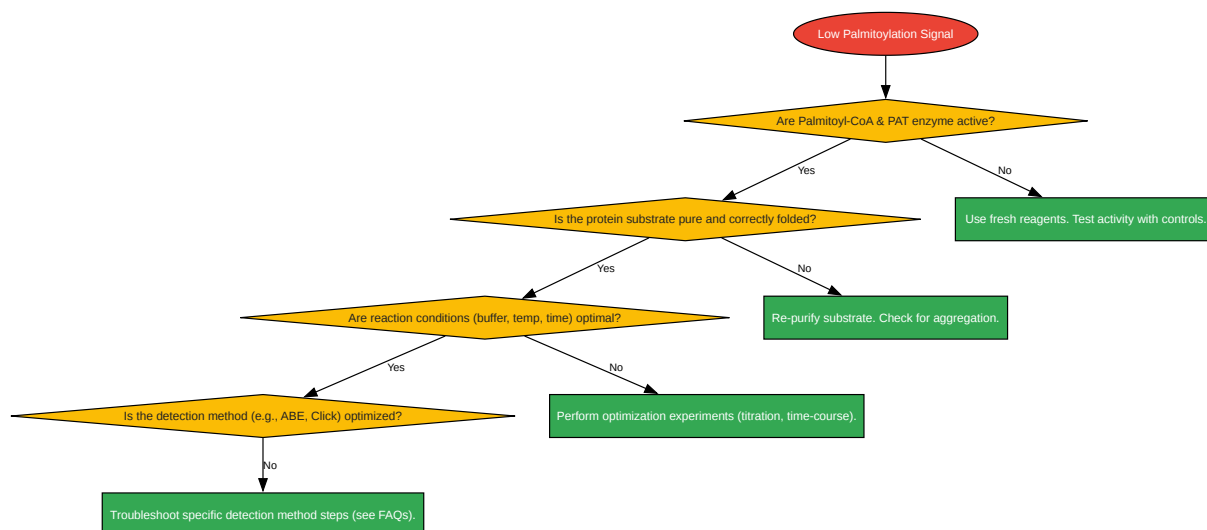 Low Palmitoylation Signal
Are Palmitoyl-CoA & PAT enzyme active?
Yes
No
Is the protein substrate pure and correctly folded?
Use fresh reagents. Test activity with controls.
Yes
No
Are reaction conditions (buffer, temp, time) optimal?
Re-purify substrate. Check for aggregation.
Yes
No
Is the detection method (e.g., ABE, Click) optimized?
Perform optimization experiments (titration, time-course).
No
Troubleshoot specific detection method steps (see FAQs).